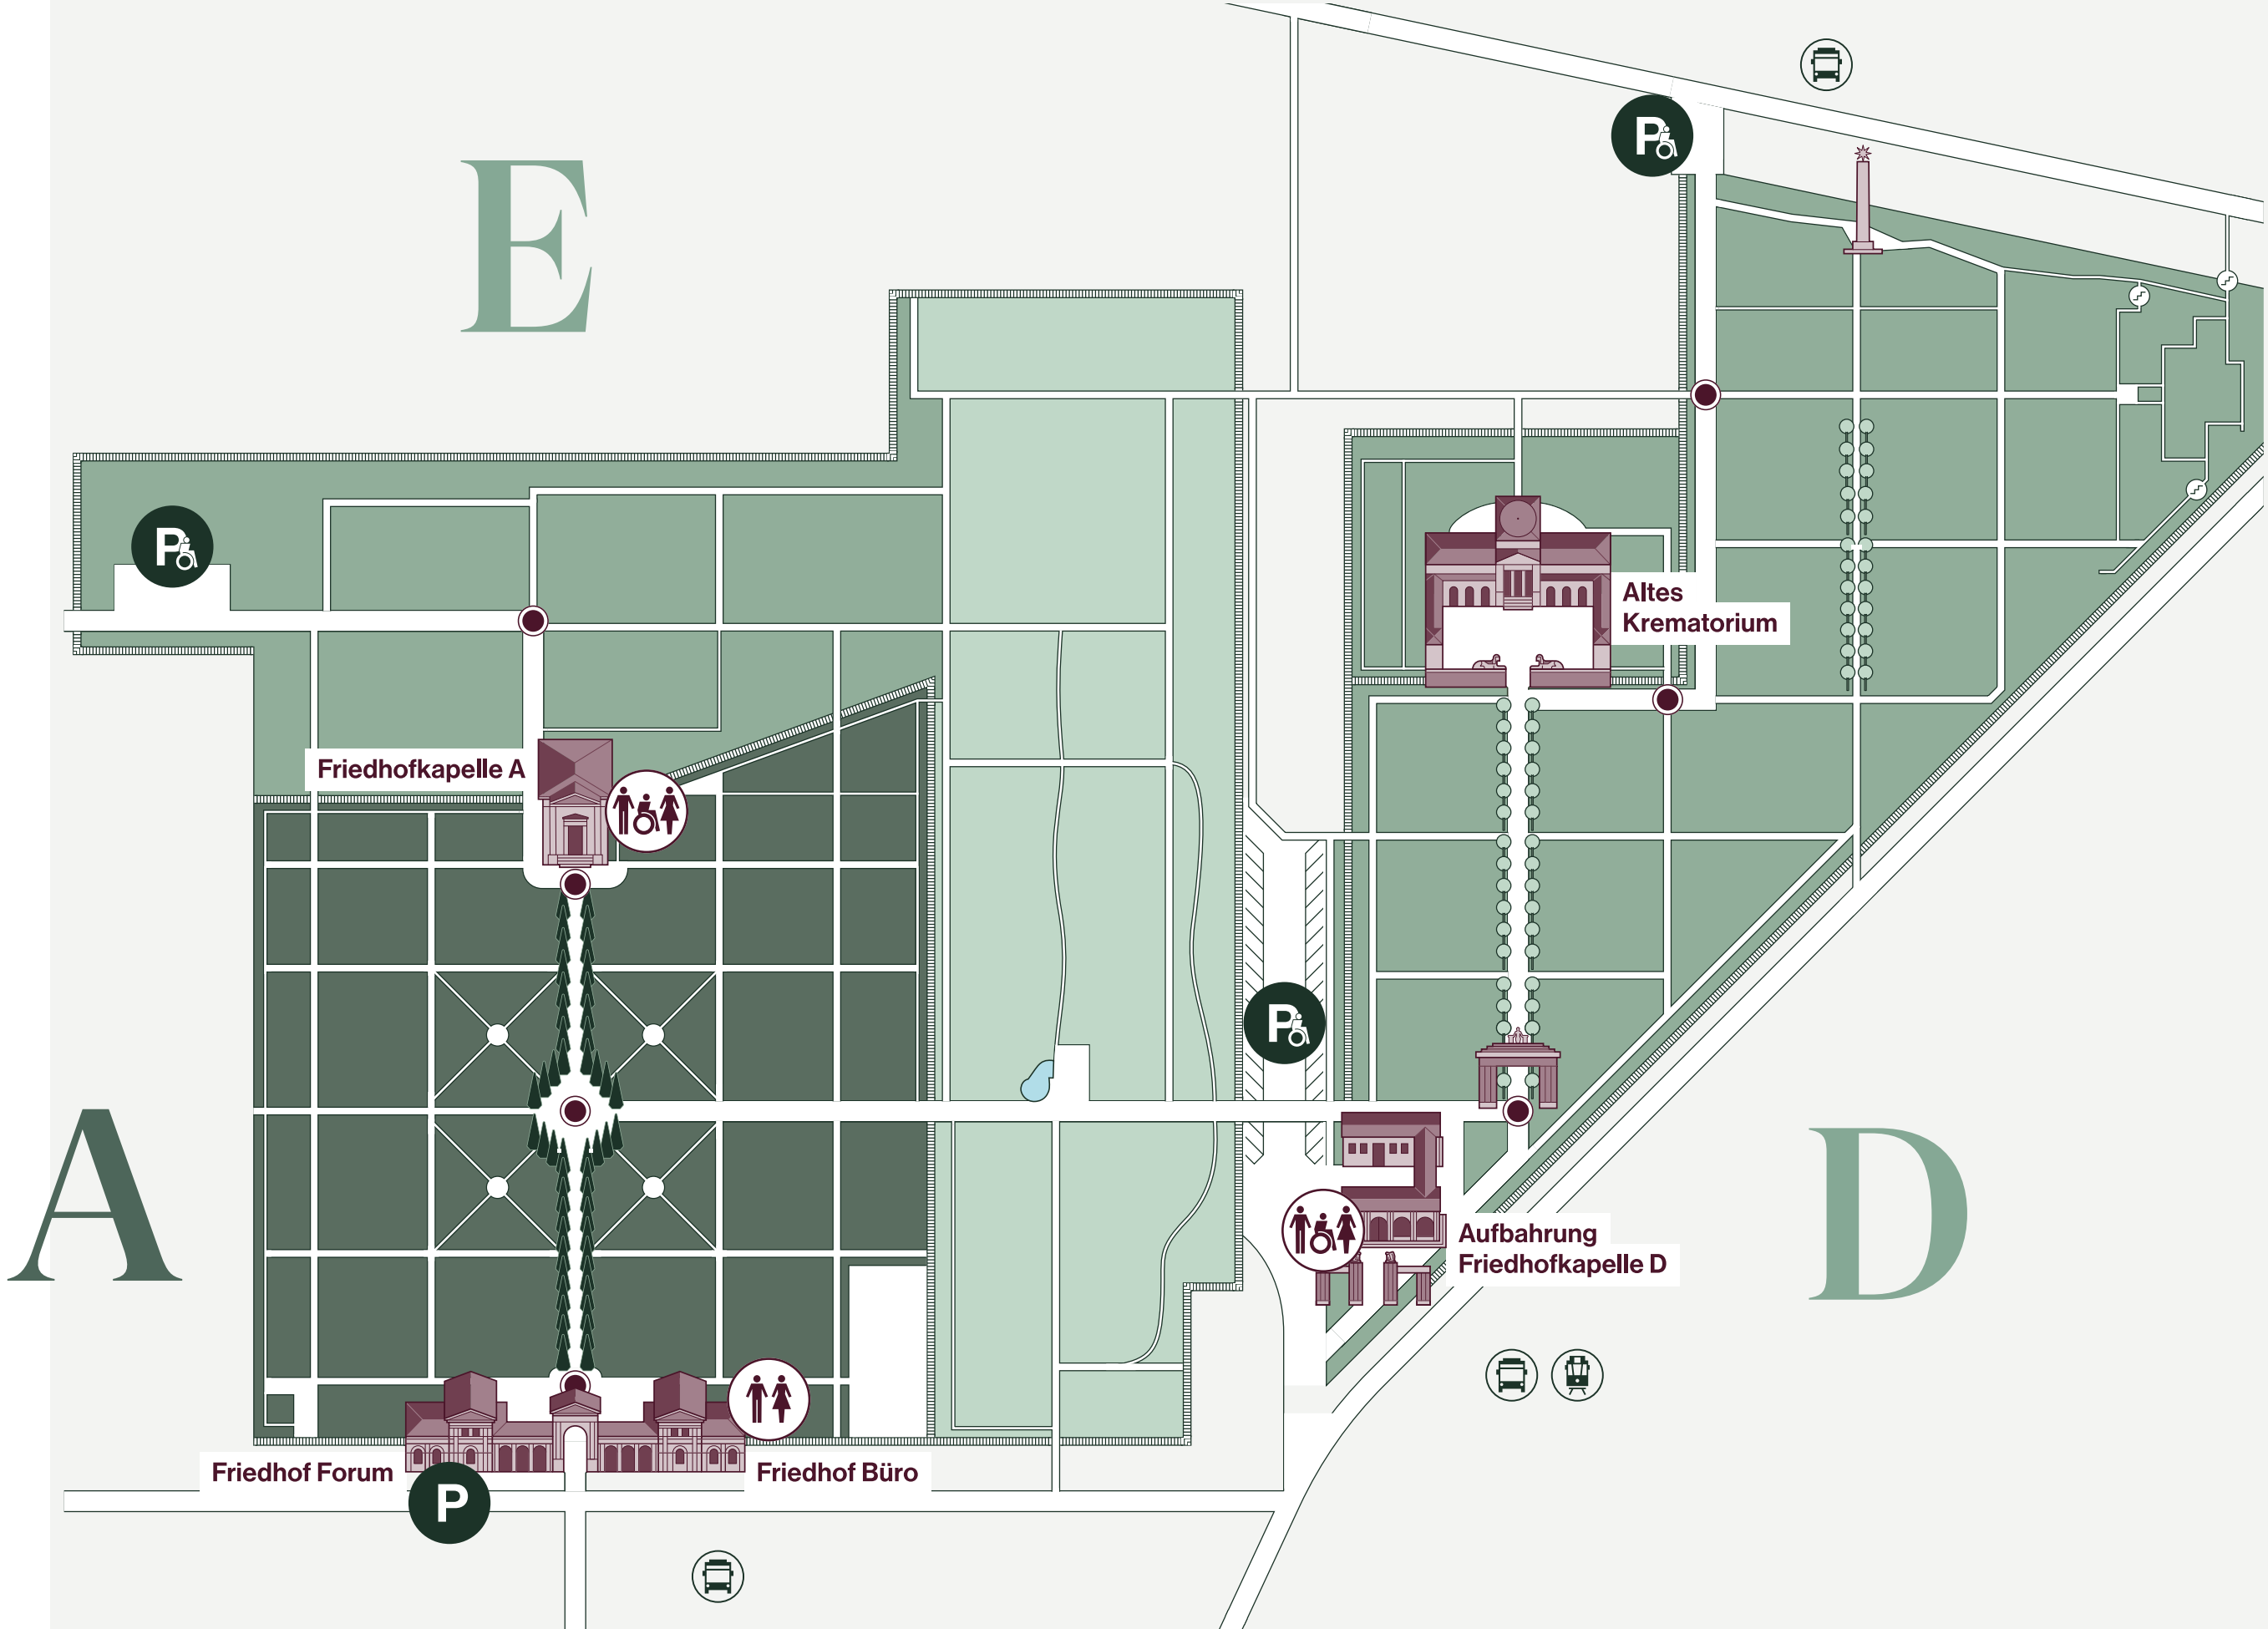 P
E
P
Altes
Krematorium
Friedhofkapelle A
P
A
D
Aufbahrung
Friedhofkapelle D
Friedhof Forum
Friedhof Büro
P